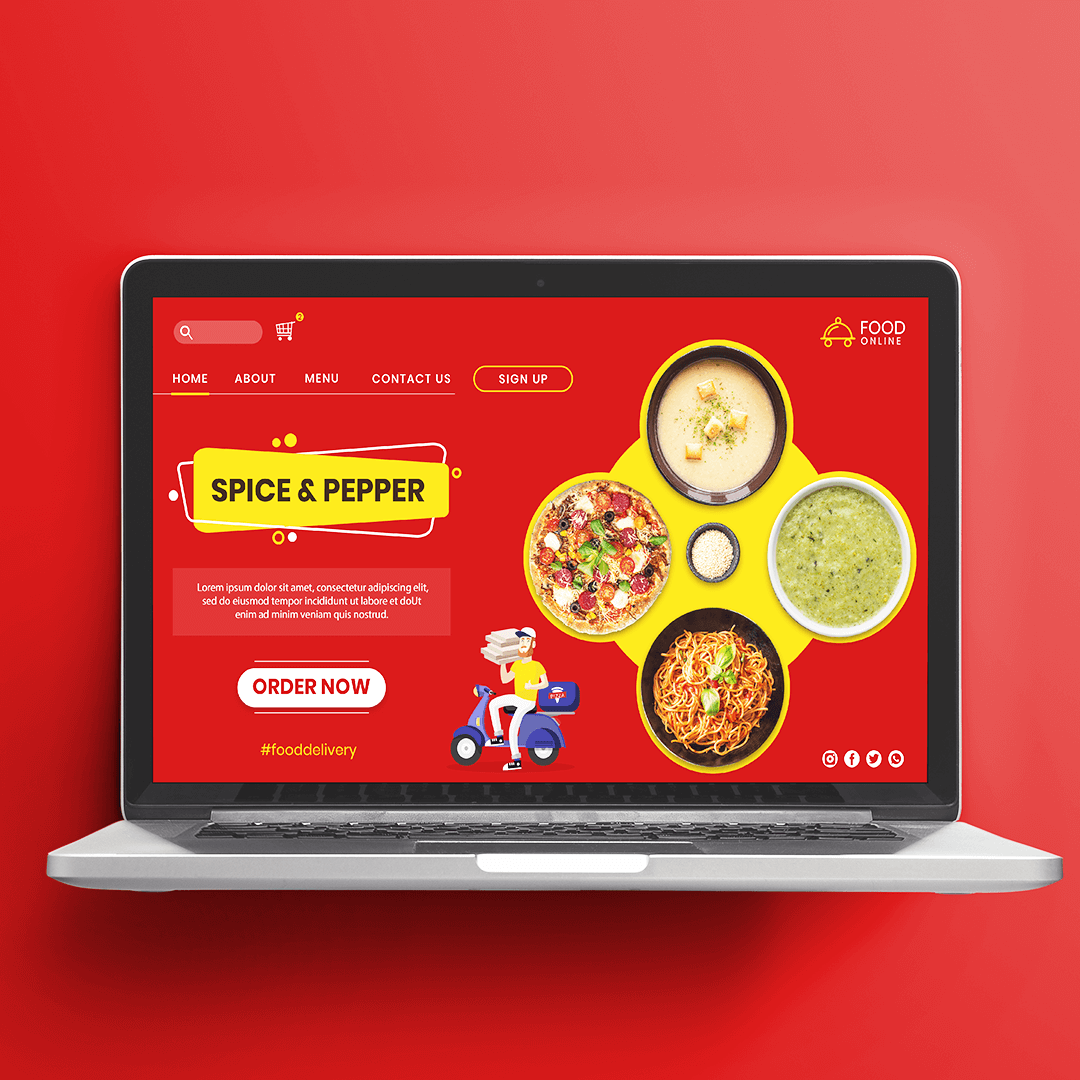 2
FOOD
ONLINE
HOME ABOUT MENU CONTACT US SIGN UP
SPICE & PEPPER
Lorem ipsum dolor sit amet, consectetur adipiscing elit,
sed do eiusmod tempor incididunt ut labore et doUt
enim ad minim veniam quis nostrud.
PIZZA
ORDER NOW
#fooddelivery